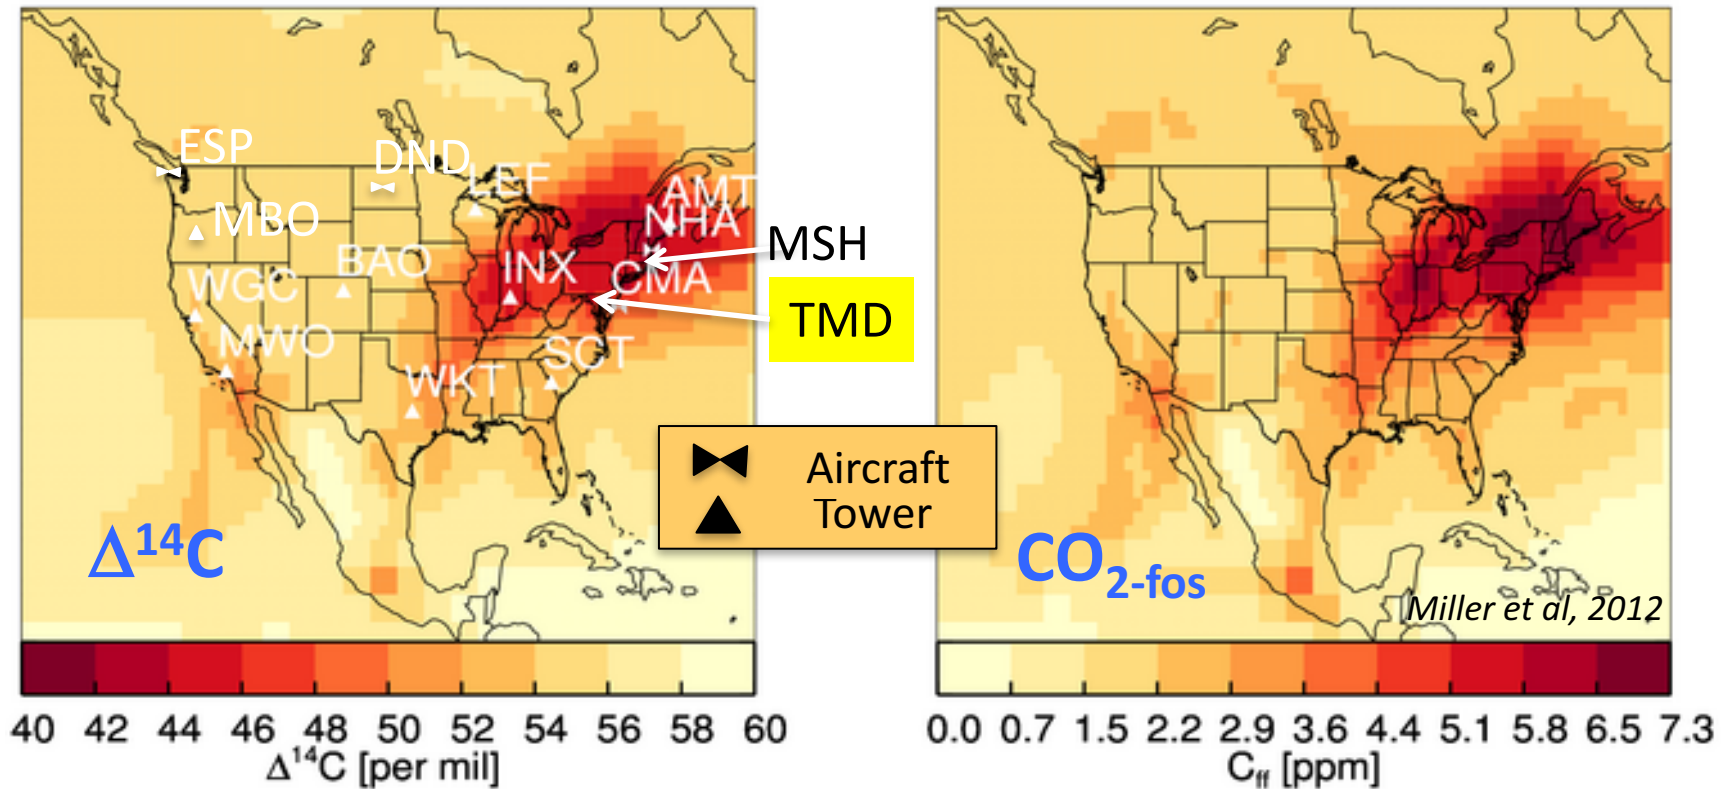 ESP
DND
LEF
MBO
AMT
NHA
MSH
BAO
INX
CMA
WGC
TMD
MWO
SCT
WKT
Aircraft
Tower
Δ¹⁴C
CO₂-fos
Miller et al, 2012
40 42 44 46 48 50 52 54 56 58 60
Δ¹⁴C [per mil]
0.0 0.7 1.5 2.2 2.9 3.6 4.4 5.1 5.8 6.5 7.3
C_ff [ppm]